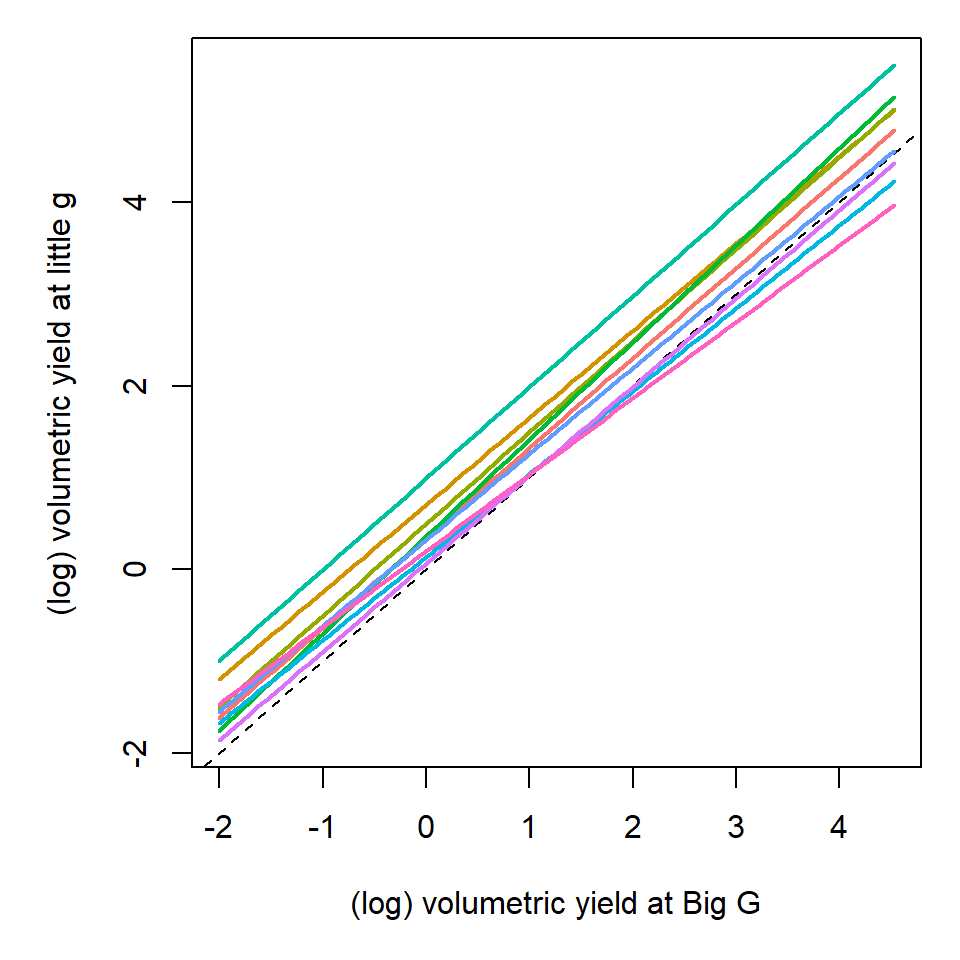 (log) volumetric yield at little g
4
2
0
-2
-2 -1 0 1 2 3 4
(log) volumetric yield at Big G